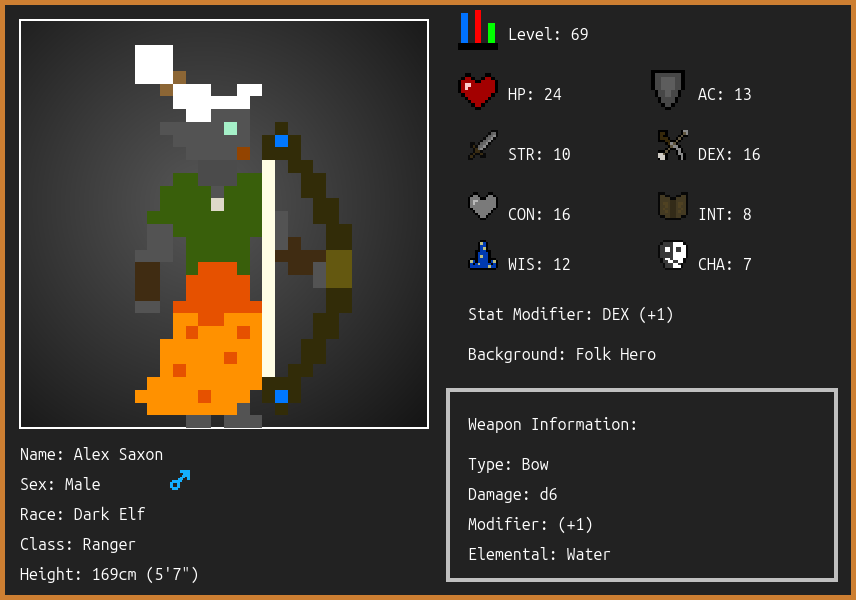 Level: 69
HP: 24
AC: 13
STR: 10
DEX: 16
CON: 16
INT: 8
WIS: 12
CHA: 7
Stat Modifier: DEX (+1)
Background: Folk Hero
Weapon Information:
Type: Bow
Damage: d6
Modifier: (+1)
Elemental: Water
Name: Alex Saxon
Sex: Male
Race: Dark Elf
Class: Ranger
Height: 169cm (5'7")